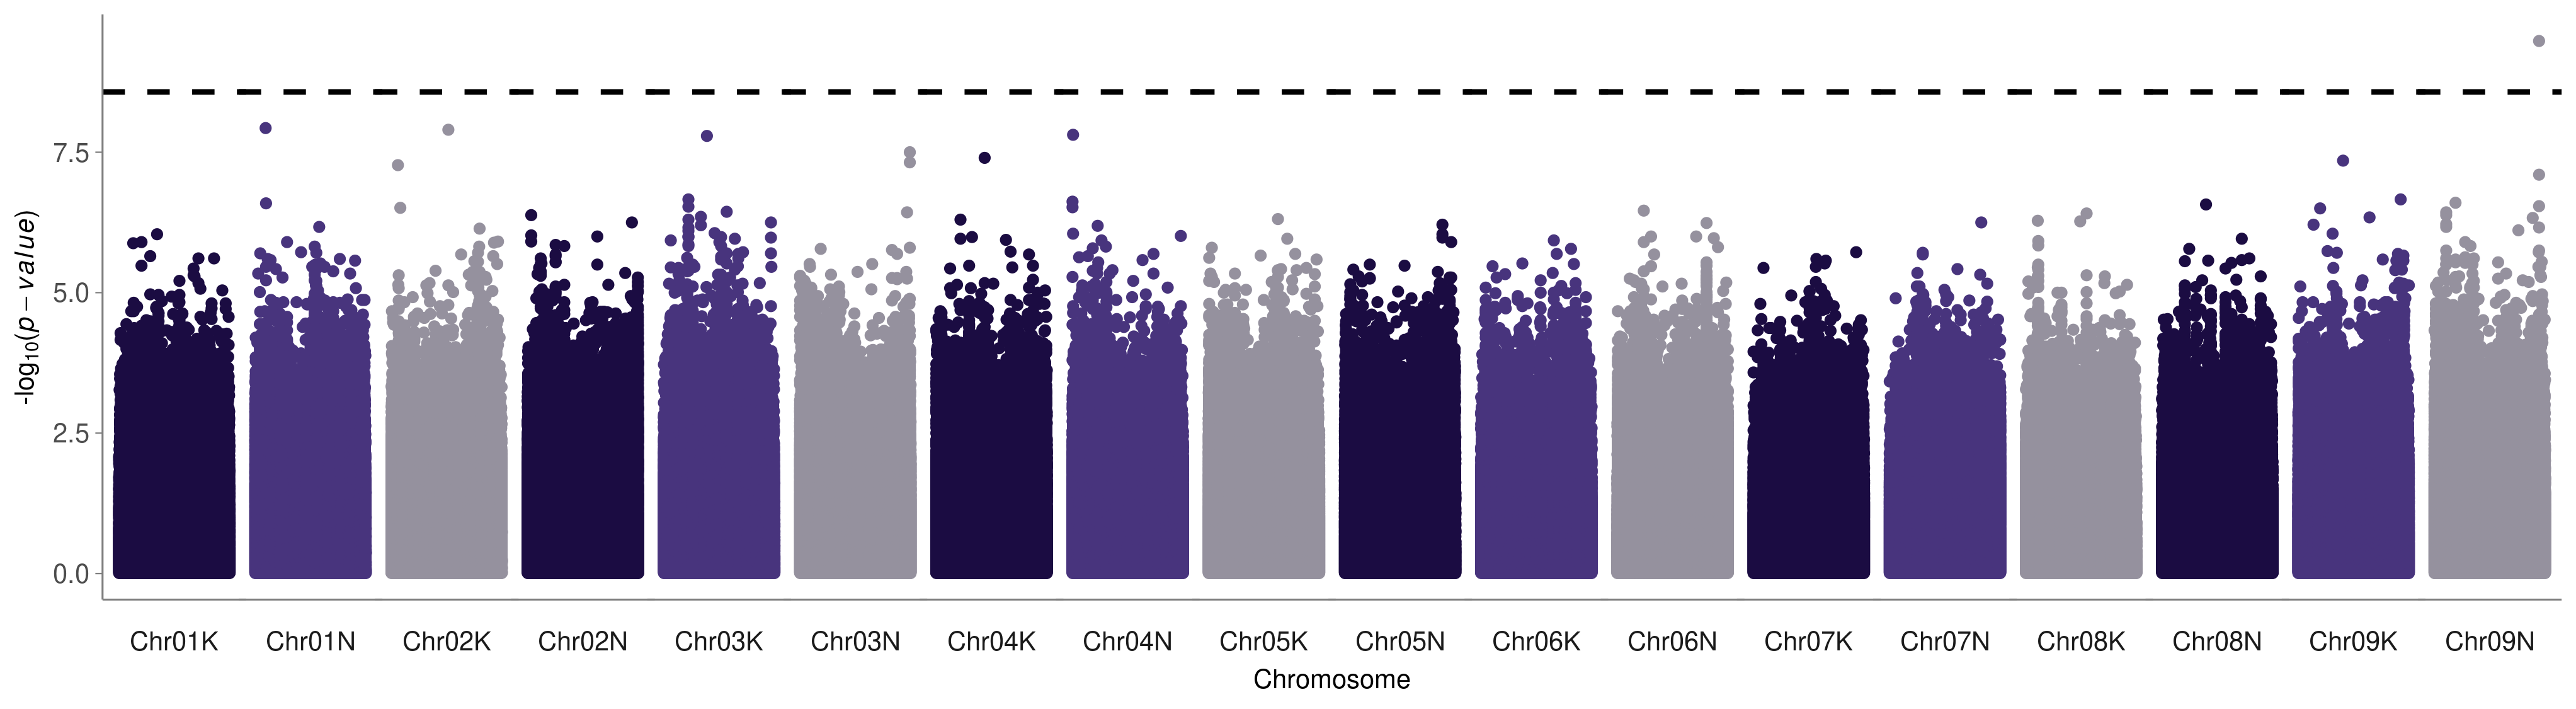 -log10(p − value)
7.5
5.0
2.5
0.0
Chr01K Chr01N Chr02K Chr02N Chr03K Chr03N Chr04K Chr04N Chr05K Chr05N Chr06K Chr06N Chr07K Chr07N Chr08K Chr08N Chr09K Chr09N
Chromosome